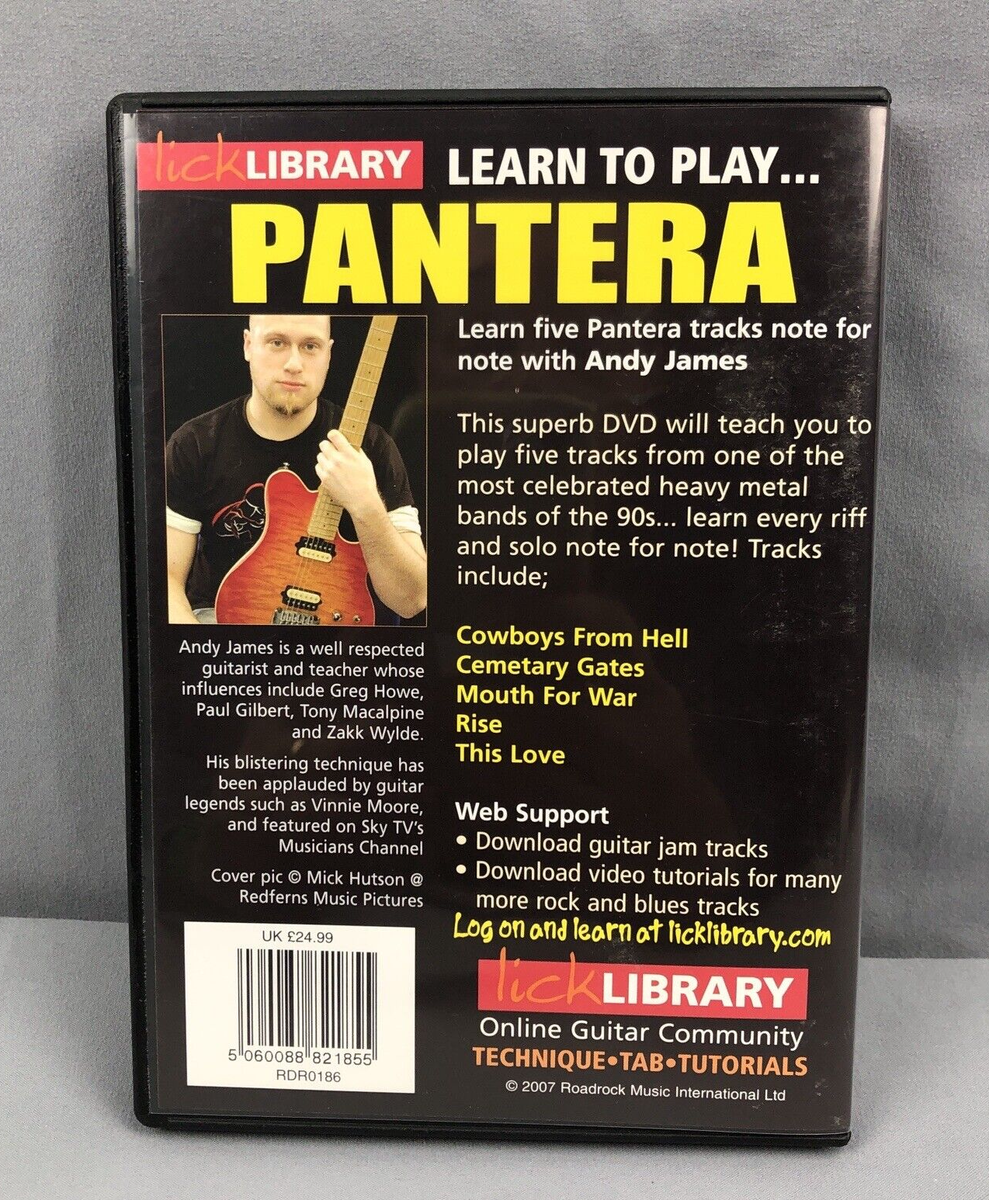 lickLIBRARY LEARN TO PLAY...
PANTERA
Learn five Pantera tracks note for
note with Andy James
This superb DVD will teach you to
play five tracks from one of the
most celebrated heavy metal
bands of the 90s... learn every riff
and solo note for note! Tracks
include;
Cowboys From Hell
Cemetary Gates
Mouth For War
Rise
This Love
Andy James is a well respected
guitarist and teacher whose
influences include Greg Howe,
Paul Gilbert, Tony Macalpine
and Zakk Wylde.
His blistering technique has
been applauded by guitar
legends such as Vinnie Moore,
and featured on Sky TV's
Musicians Channel
Cover pic © Mick Hutson @
Redferns Music Pictures
Web Support
• Download guitar jam tracks
• Download video tutorials for many
more rock and blues tracks
Log on and learn at licklibrary.com
lickLIBRARY
Online Guitar Community
TECHNIQUE•TAB•TUTORIALS
© 2007 Roadrock Music International Ltd
UK £24.99
5 060088 821855
RDR0186